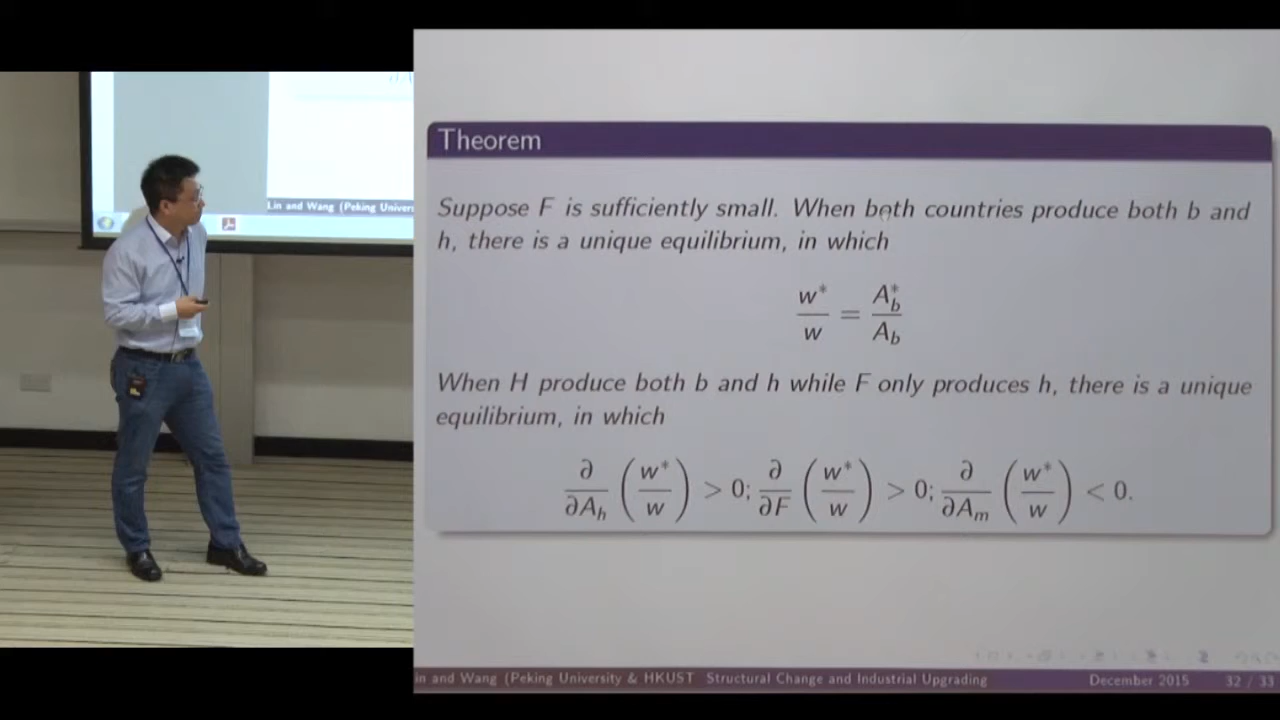 Lin and Wang (Peking Univers
Theorem
Suppose F is sufficiently small. When both countries produce both b and
h, there is a unique equilibrium, in which
w*/w = A*_b/A_b
When H produce both b and h while F only produces h, there is a unique
equilibrium, in which
∂/∂A_h (w*/w) > 0; ∂/∂F (w*/w) > 0; ∂/∂A_m (w*/w) < 0.
in and Wang (Peking University & HKUST Structural Change and Industrial Upgrading December 2015 32 / 33